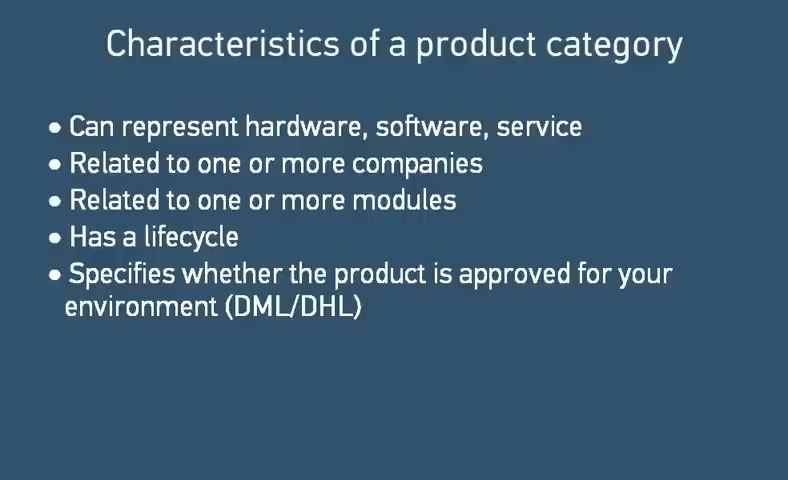 Characteristics of a product category
• Can represent hardware, software, service
• Related to one or more companies
• Related to one or more modules
• Has a lifecycle
• Specifies whether the product is approved for your
environment (DML/DHL)